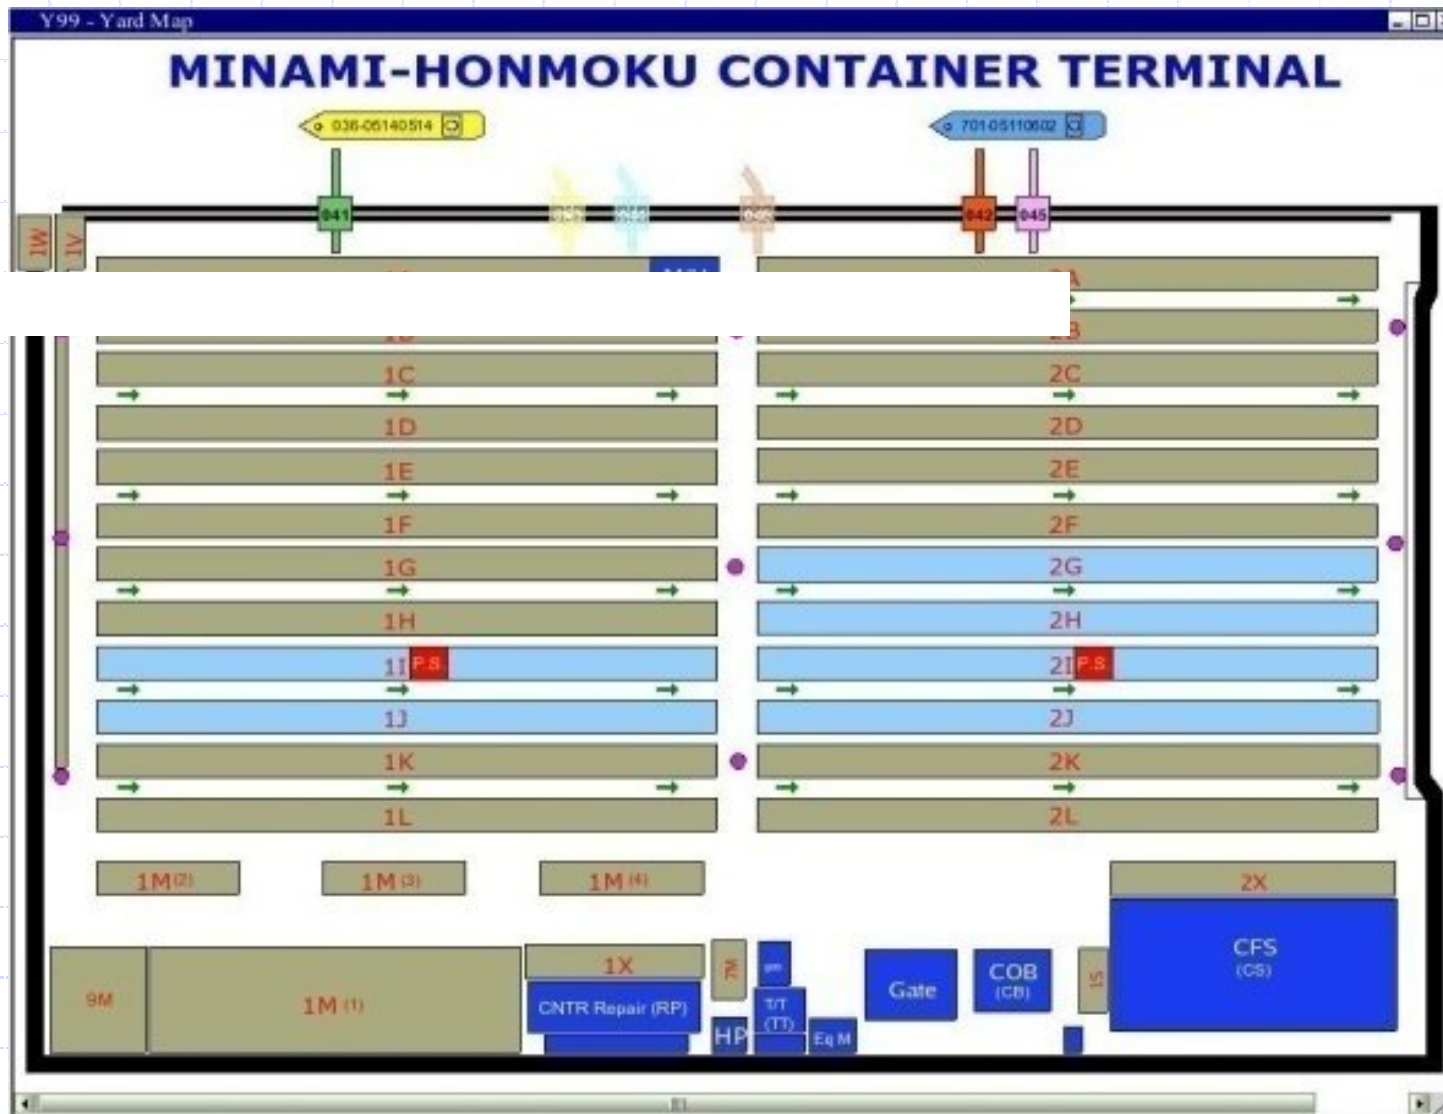 Y99 - Yard Map
MINAMI-HONMOKU CONTAINER TERMINAL
036-05140514
701-05110602
041
042
045
1W
1V
2A
2B
1C
2C
1D
2D
1E
2E
1F
2F
1G
2G
1H
2H
1I P.S.
2I P.S.
1J
2J
1K
2K
1L
2L
1M (2)
1M (3)
1M (4)
2X
9M
1M (1)
1X
CNTR Repair (RP)
7M
HP
T/T
(TT)
Eq M
Gate
COB
(CB)
1S
CFS
(CS)